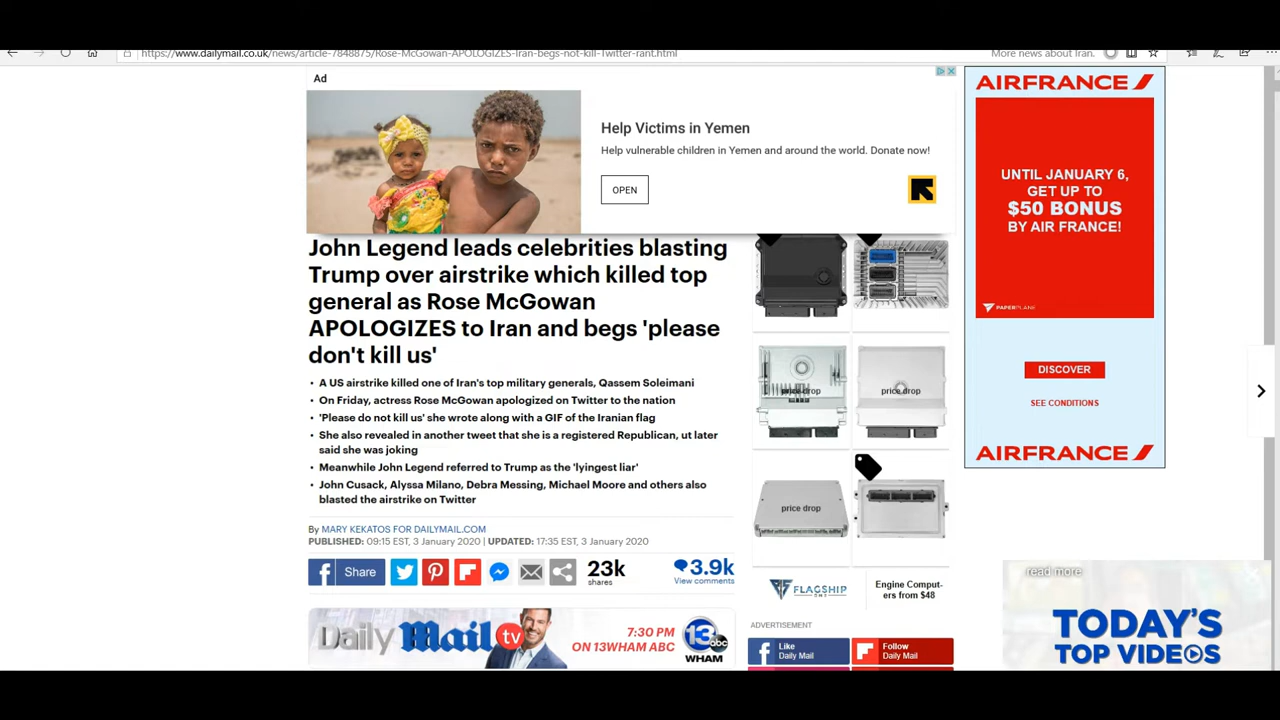 https://www.dailymail.co.uk/news/article-7848875/Rose-McGowan-APOLOGIZES-Iran-begs-not-kill-Twitter-rant.html
More news about Iran.
Ad
Help Victims in Yemen
Help vulnerable children in Yemen and around the world. Donate now!
OPEN
John Legend leads celebrities blasting
Trump over airstrike which killed top
general as Rose McGowan
APOLOGIZES to Iran and begs 'please
don't kill us'
• A US airstrike killed one of Iran's top military generals, Qassem Soleimani
• On Friday, actress Rose McGowan apologized on Twitter to the nation
• 'Please do not kill us' she wrote along with a GIF of the Iranian flag
• She also revealed in another tweet that she is a registered Republican, ut later
said she was joking
• Meanwhile John Legend referred to Trump as the 'lyingest liar'
• John Cusack, Alyssa Milano, Debra Messing, Michael Moore and others also
blasted the airstrike on Twitter
By MARY KEKATOS FOR DAILYMAIL.COM
PUBLISHED: 09:15 EST, 3 January 2020 | UPDATED: 17:35 EST, 3 January 2020
Share
23k
shares
3.9k
View comments
Daily Mail tv
7:30 PM
ON 13WHAM ABC
13
abc
WHAM
price drop
price drop
price drop
FLAGSHIP
Engine Comput-
ers from $48
ADVERTISEMENT
Like
Daily Mail
Follow
Daily Mail
AIRFRANCE
UNTIL JANUARY 6,
GET UP TO
$50 BONUS
BY AIR FRANCE!
PAPERPLANE
DISCOVER
SEE CONDITIONS
AIRFRANCE
read more
TODAY'S
TOP VIDEOS